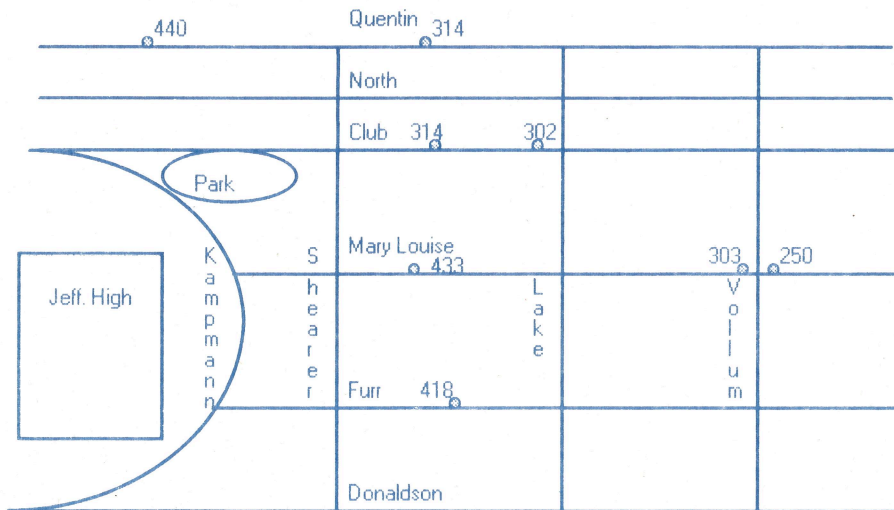 Quentin
440
314
North
Club 314 302
Park
Mary Louise
433
303
250
Jeff. High
Kampmann
Shearer
Lake
Vollum
Furr 418
Donaldson